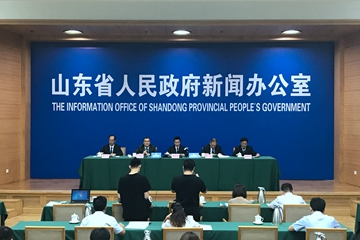 山东省人民政府新闻办公室
THE INFORMATION OFFICE OF SHANDONG PROVINCIAL PEOPLE'S GOVERNMENT